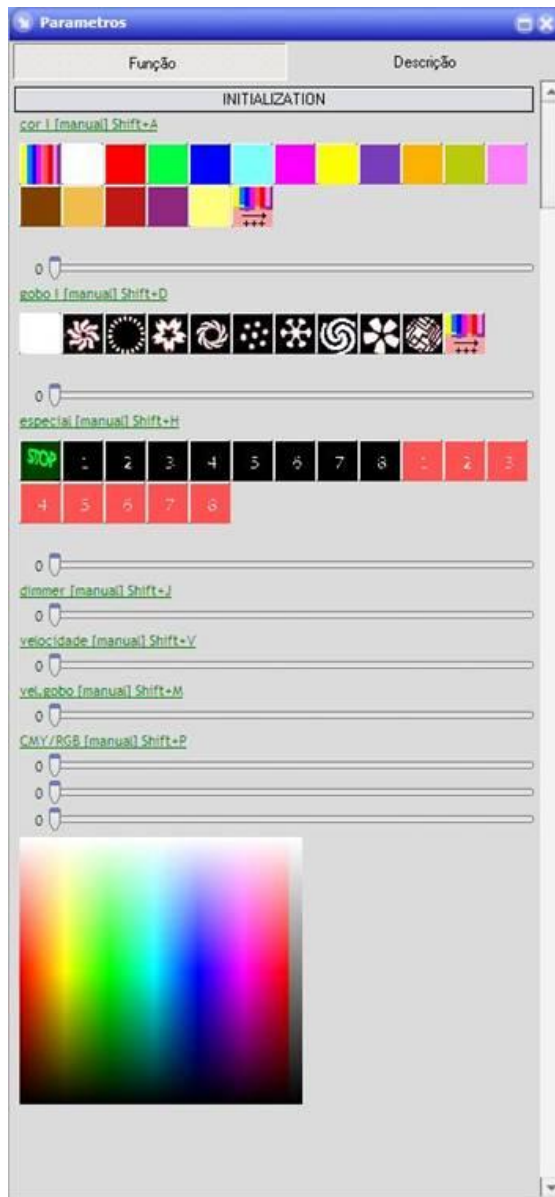 Parametros
Função Descrição
INITIALIZATION
cor I [manual] Shift+A
0
gobo I [manual] Shift+D
0
especial [manual] Shift+H
STOP 1 2 3 4 5 6 7 8 1 2 3
4 5 6 7 8
0
dimmer [manual] Shift+J
0
velocidade [manual] Shift+V
0
vel.gobo [manual] Shift+M
0
CMY/RGB [manual] Shift+P
0
0
0